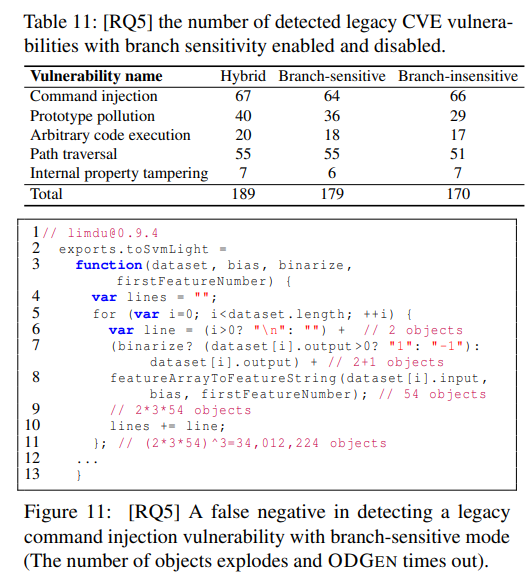 Table 11: [RQ5] the number of detected legacy CVE vulnera-
bilities with branch sensitivity enabled and disabled.
Vulnerability name Hybrid Branch-sensitive Branch-insensitive
Command injection 67 64 66
Prototype pollution 40 36 29
Arbitrary code execution 20 18 17
Path traversal 55 55 51
Internal property tampering 7 6 7
Total 189 179 170
1 // limdu@0.9.4
2 exports.toSvmLight =
3 function(dataset, bias, binarize,
firstFeatureNumber) {
4 var lines = "";
5 for (var i=0; i<dataset.length; ++i) {
6 var line = (i>0? "\n": "") + // 2 objects
7 (binarize? (dataset[i].output>0? "1": "-1"):
dataset[i].output) + // 2+1 objects
8 featureArrayToFeatureString(dataset[i].input,
bias, firstFeatureNumber); // 54 objects
9 // 2*3*54 objects
10 lines += line;
11 }; // (2*3*54)^3=34,012,224 objects
12 ...
13 }
Figure 11: [RQ5] A false negative in detecting a legacy
command injection vulnerability with branch-sensitive mode
(The number of objects explodes and ODGEN times out).